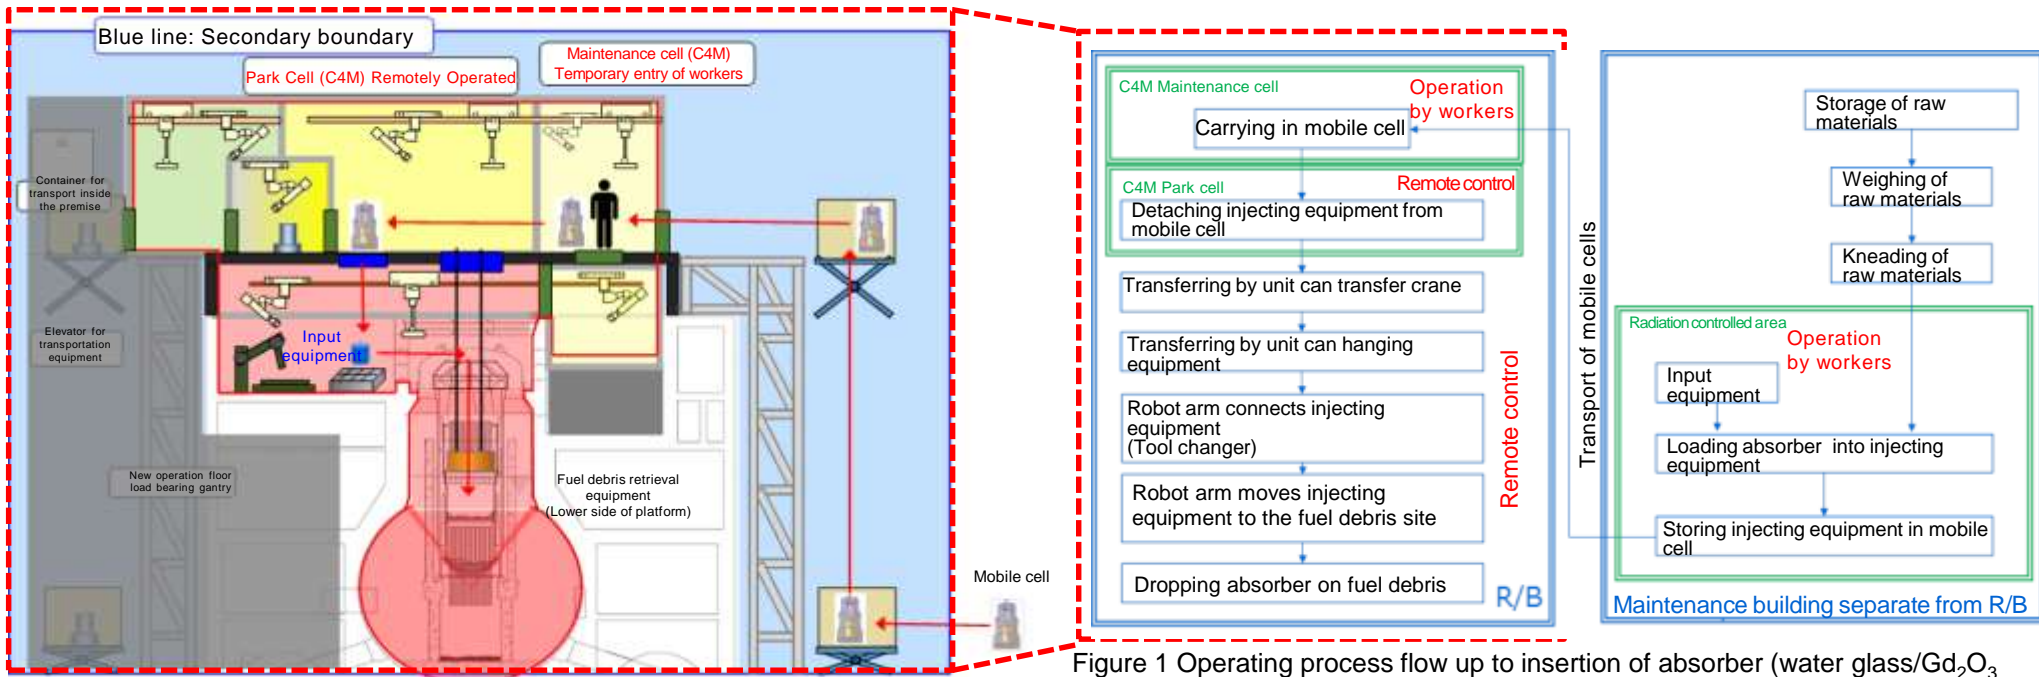 Blue line: Secondary boundary
Park Cell (C4M) Remotely Operated
Maintenance cell (C4M)
Temporary entry of workers
Container for
transport inside
the premise
Elevator for
transportation
equipment
Input
equipment
New operation floor
load bearing gantry
Fuel debris retrieval
equipment
(Lower side of platform)
Mobile cell
C4M Maintenance cell
Operation
by workers
Carrying in mobile cell
C4M Park cell
Remote control
Detaching injecting equipment from
mobile cell
Transferring by unit can transfer crane
Transferring by unit can hanging
equipment
Robot arm connects injecting
equipment
(Tool changer)
Robot arm moves injecting
equipment to the fuel debris site
Dropping absorber on fuel debris
Remote control
R/B
Transport of mobile cells
Storage of raw
materials
Weighing of
raw materials
Kneading of
raw materials
Radiation controlled area
Operation
by workers
Input
equipment
Loading absorber into injecting
equipment
Storing injecting equipment in mobile
cell
Maintenance building separate from R/B
Figure 1 Operating process flow up to insertion of absorber (water glass/Gd₂O₃